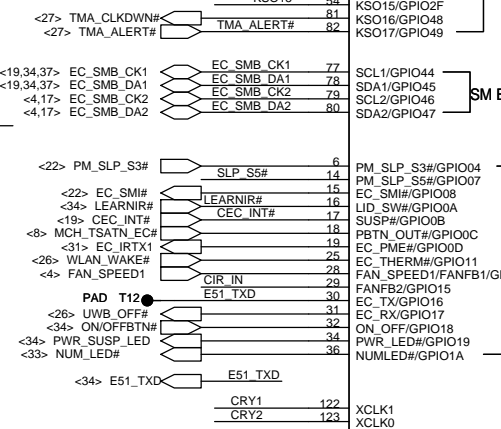 54 KSO15/GPIO2F
<27> TMA_CLKDWN# 81 KSO16/GPIO48
<27> TMA_ALERT# TMA_ALERT# 82 KSO17/GPIO49
<19,34,37> EC_SMB_CK1 EC_SMB_CK1 77 SCL1/GPIO44
<19,34,37> EC_SMB_DA1 EC_SMB_DA1 78 SDA1/GPIO45
<4,17> EC_SMB_CK2 EC_SMB_CK2 79 SCL2/GPIO46
<4,17> EC_SMB_DA2 EC_SMB_DA2 80 SDA2/GPIO47
SM
<22> PM_SLP_S3# 6 PM_SLP_S3#/GPIO04
SLP_S5# 14 PM_SLP_S5#/GPIO07
<22> EC_SMI# 15 EC_SMI#/GPIO08
<34> LEARNIR# LEARNIR# 16 LID_SW#/GPIO0A
<19> CEC_INT# CEC_INT# 17 SUSP#/GPIO0B
<8> MCH_TSATN_EC# 18 PBTN_OUT#/GPIO0C
<31> EC_IRTX1 19 EC_PME#/GPIO0D
<26> WLAN_WAKE# 25 EC_THERM#/GPIO11
<4> FAN_SPEED1 28 FAN_SPEED1/FANFB1/GPI
CIR_IN 29 FANFB2/GPIO15
PAD T12 E51_TXD 30 EC_TX/GPIO16
<26> UWB_OFF# 31 EC_RX/GPIO17
<34> ON/OFFBTN# 32 ON_OFF/GPIO18
<34> PWR_SUSP_LED 34 PWR_LED#/GPIO19
<33> NUM_LED# 36 NUMLED#/GPIO1A
<34> E51_TXD E51_TXD
CRY1 122 XCLK1
CRY2 123 XCLK0